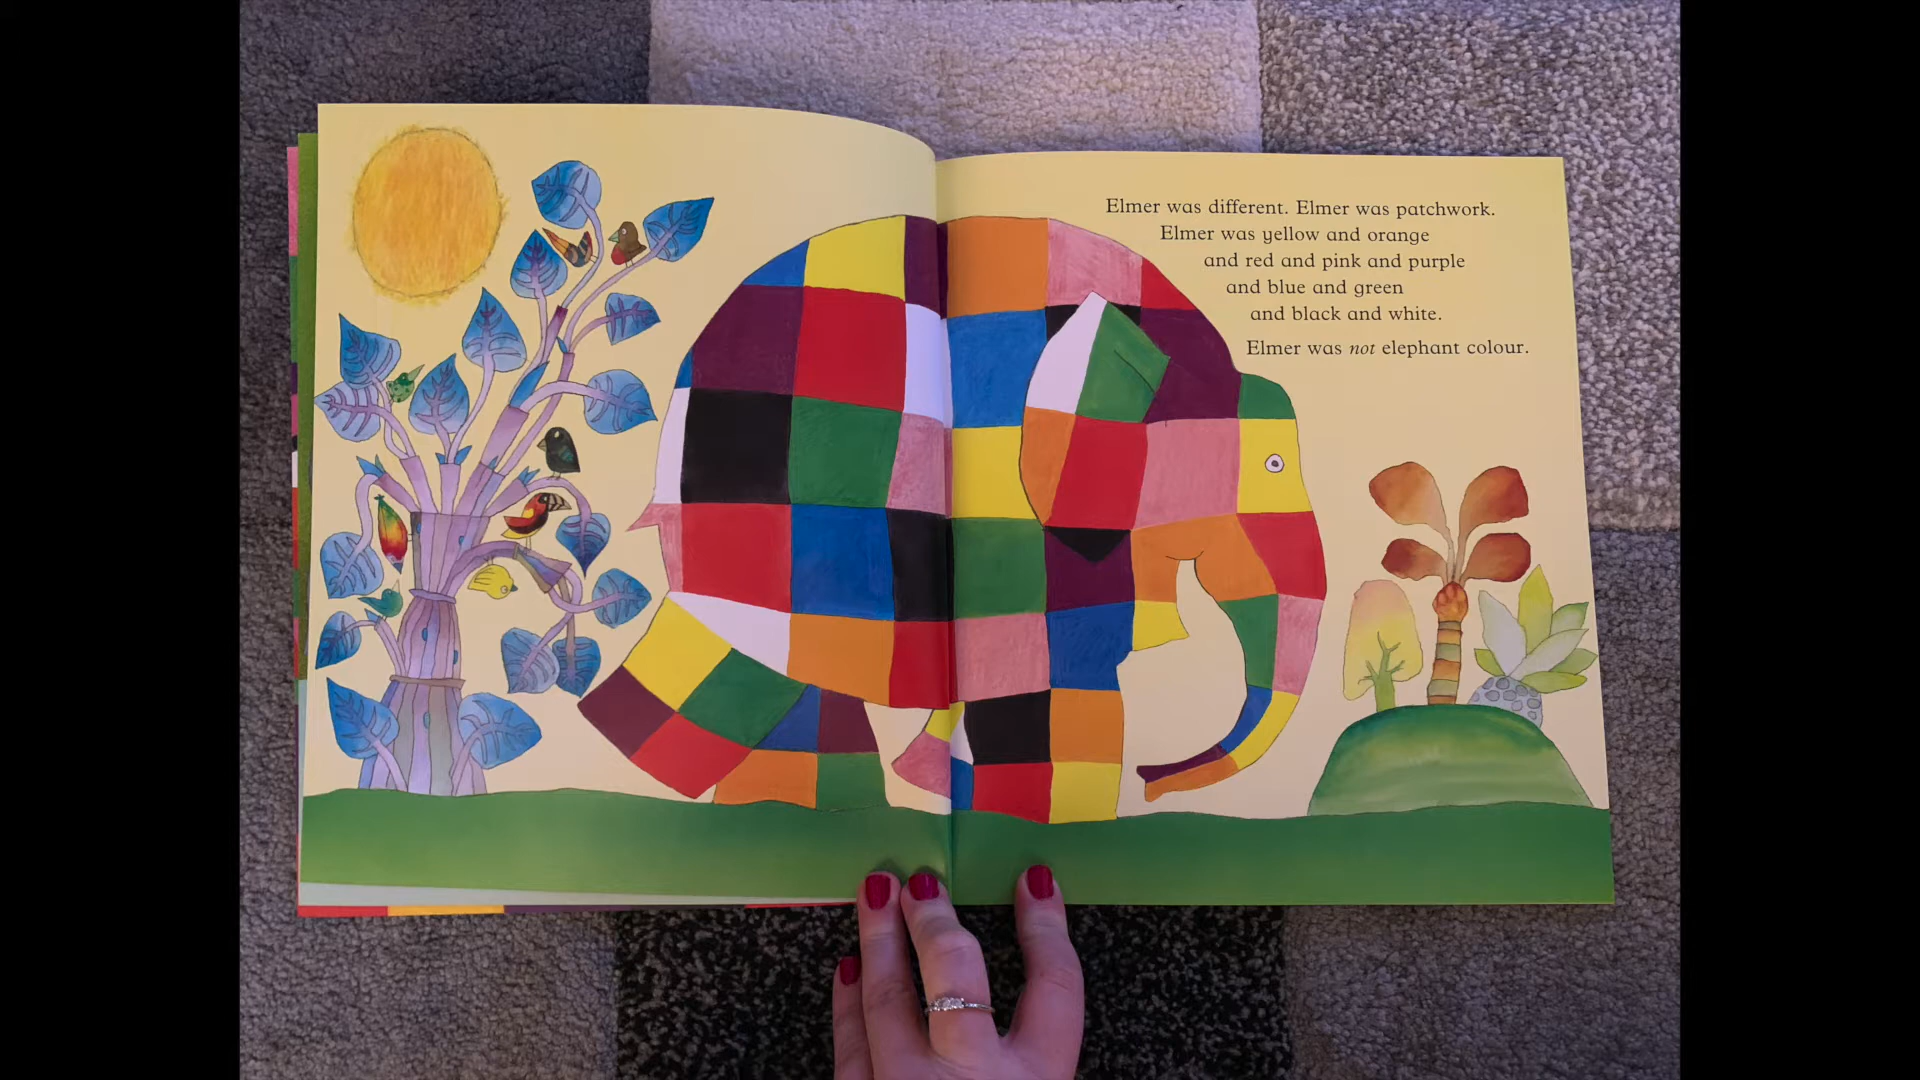 Elmer was different. Elmer was patchwork.
Elmer was yellow and orange
and red and pink and purple
and blue and green
and black and white.
Elmer was not elephant colour.